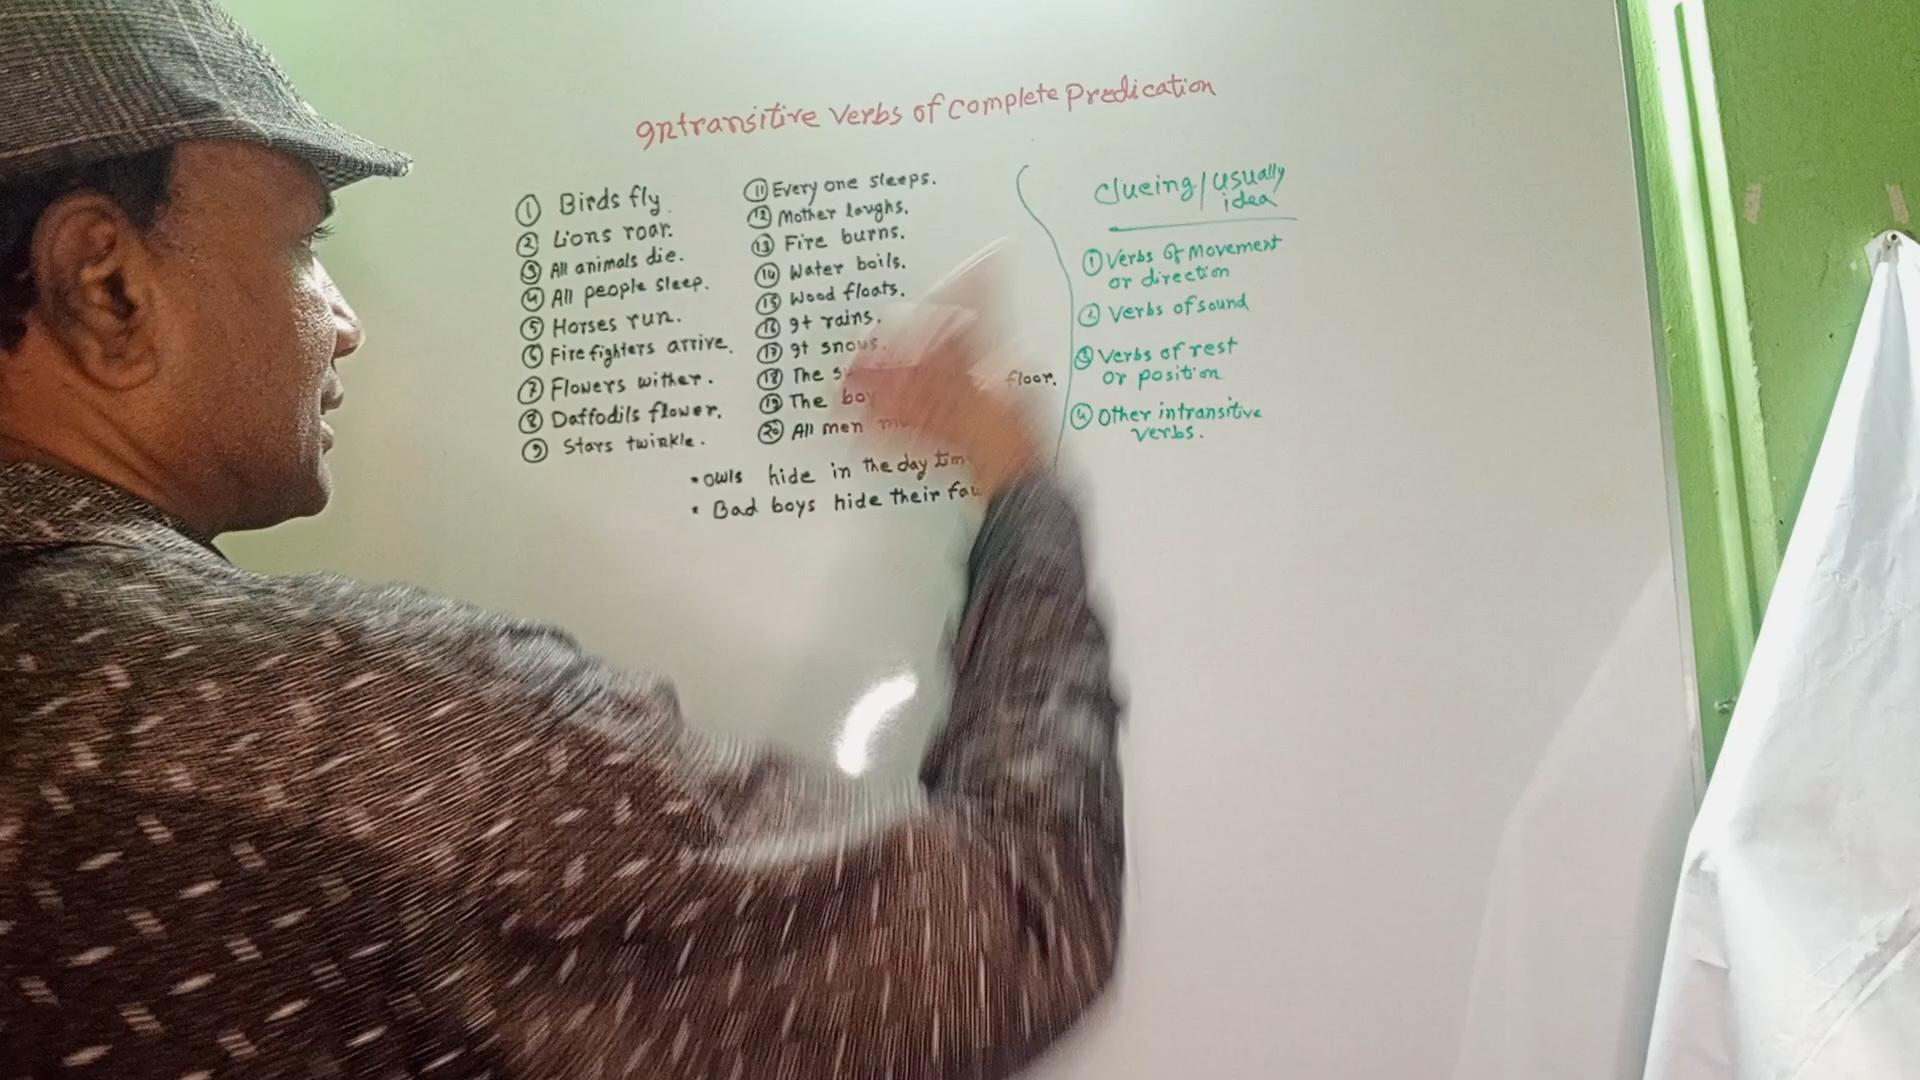 Intransitive Verbs of Complete Predication
① Birds fly.
② Lions roar.
③ All animals die.
④ All people sleep.
⑤ Horses run.
⑥ Fire fighters arrive.
⑦ Flowers wither.
⑧ Daffodils flower.
⑨ Stars twinkle.
⑪ Every one sleeps.
⑫ Mother laughs.
⑬ Fire burns.
⑭ Water boils.
⑮ Wood floats.
⑯ It rains.
⑰ It snows.
⑱ The
⑲ The boy floor.
⑳ All men
• Owls hide in the day
• Bad boys hide their
Clueing/usually
idea
① Verbs of Movement
or direction
② Verbs of sound
③ Verbs of rest
or position
④ Other intransitive
verbs.